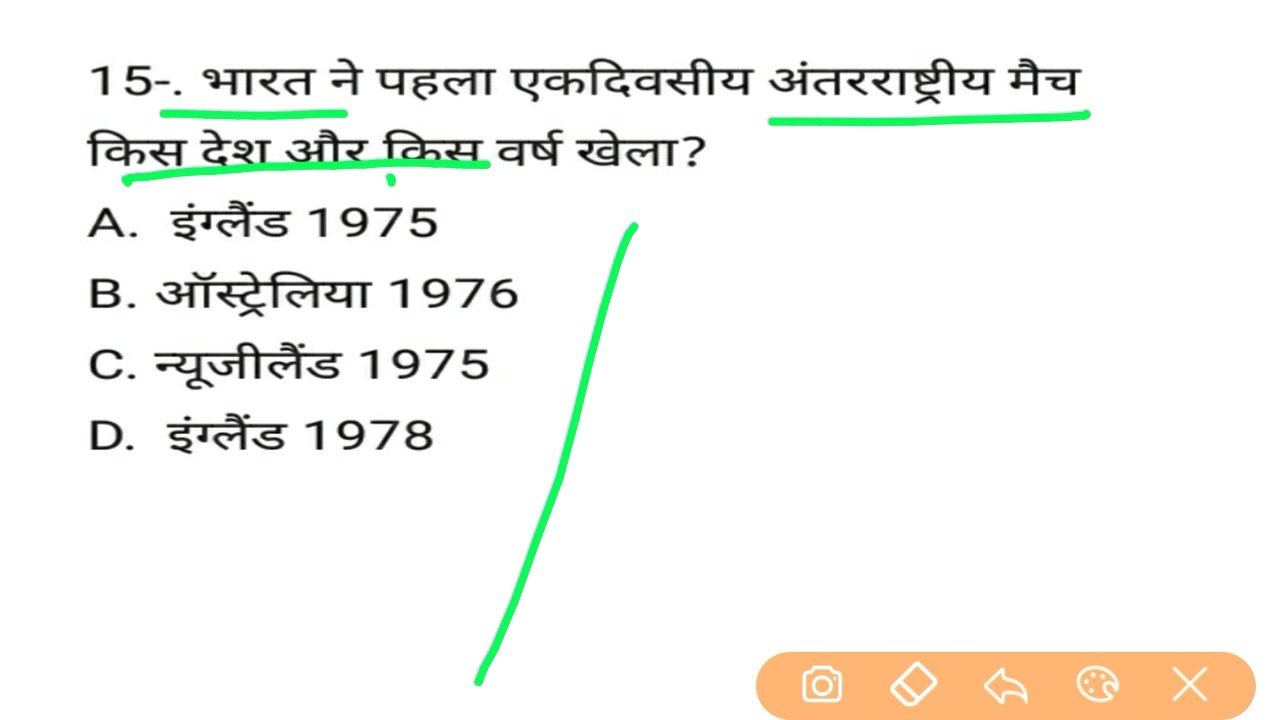 15-. भारत ने पहला एकदिवसीय अंतरराष्ट्रीय मैच
किस देश और किस वर्ष खेला?
A. इंग्लैंड 1975
B. ऑस्ट्रेलिया 1976
C. न्यूजीलैंड 1975
D. इंग्लैंड 1978